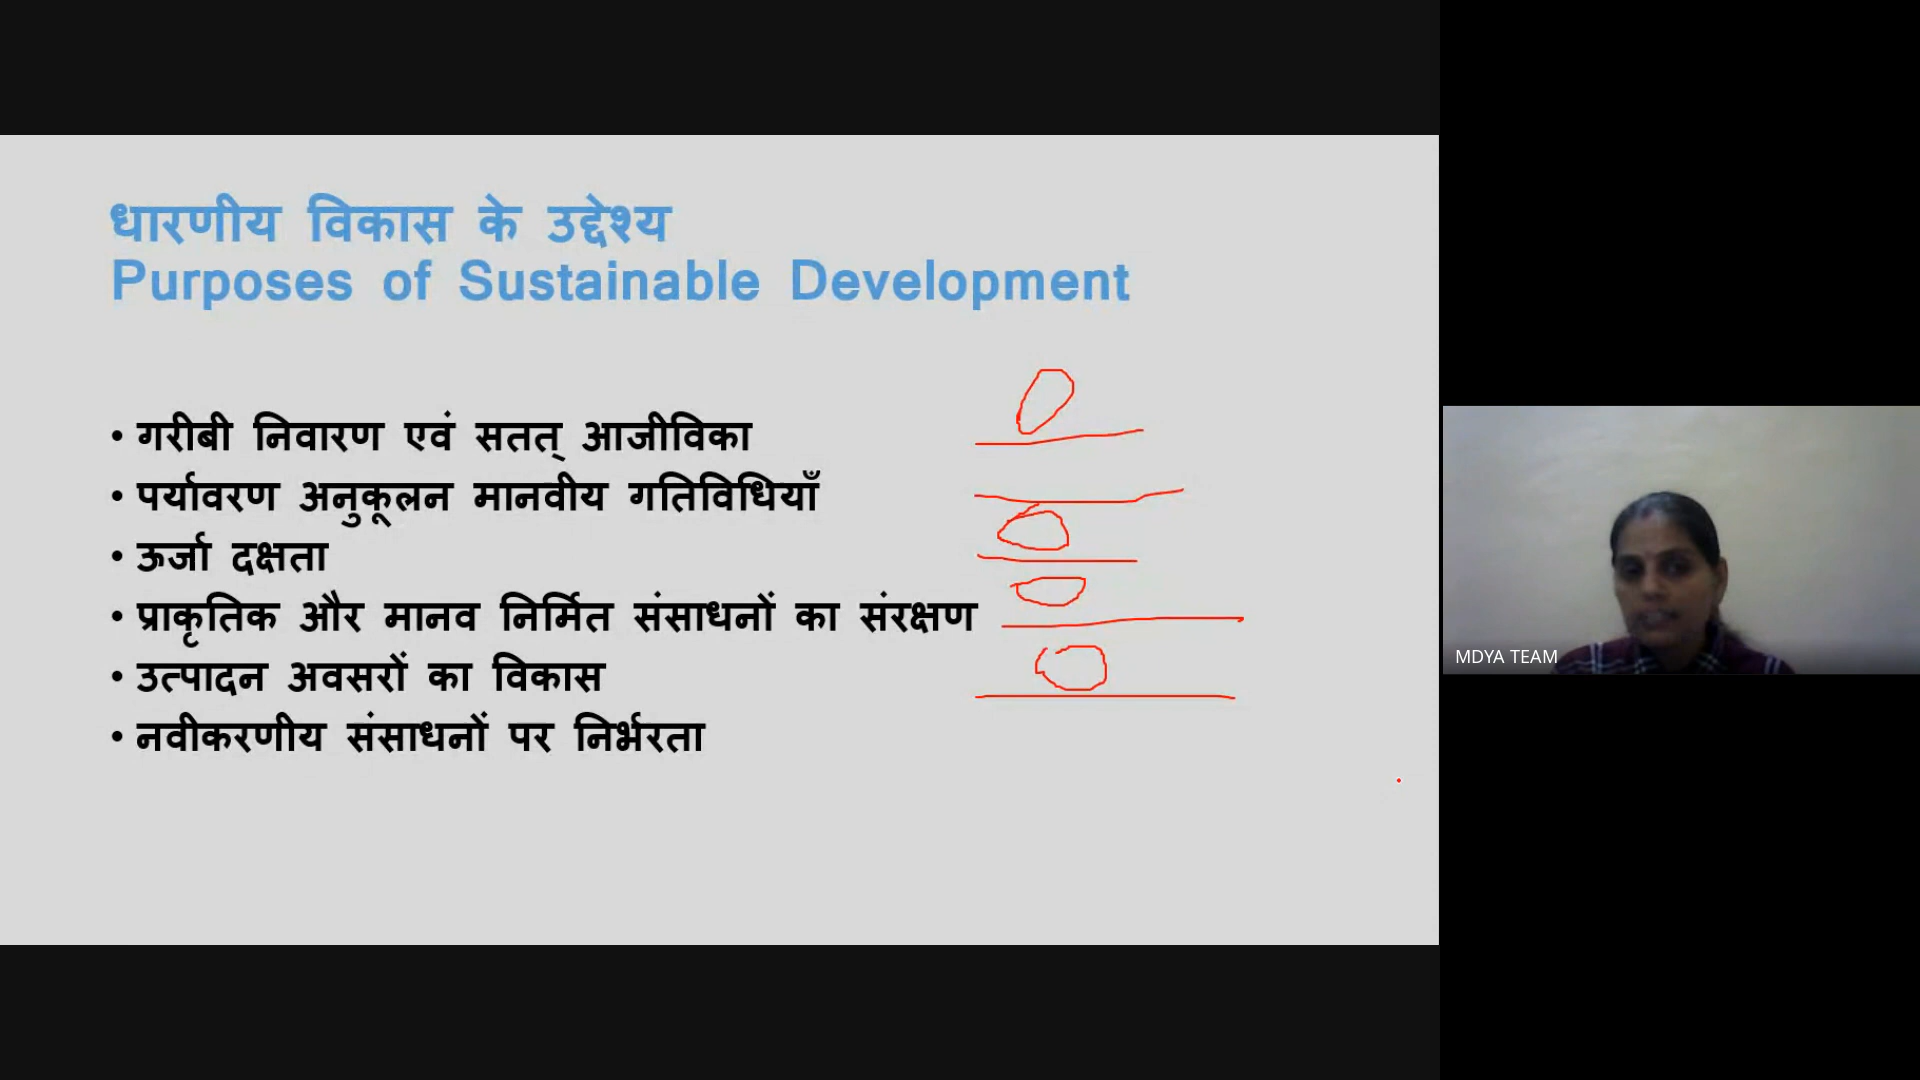 धारणीय विकास के उद्देश्य
Purposes of Sustainable Development
• गरीबी निवारण एवं सतत् आजीविका
• पर्यावरण अनुकूलन मानवीय गतिविधियाँ
• ऊर्जा दक्षता
• प्राकृतिक और मानव निर्मित संसाधनों का संरक्षण
• उत्पादन अवसरों का विकास
• नवीकरणीय संसाधनों पर निर्भरता
MDYA TEAM